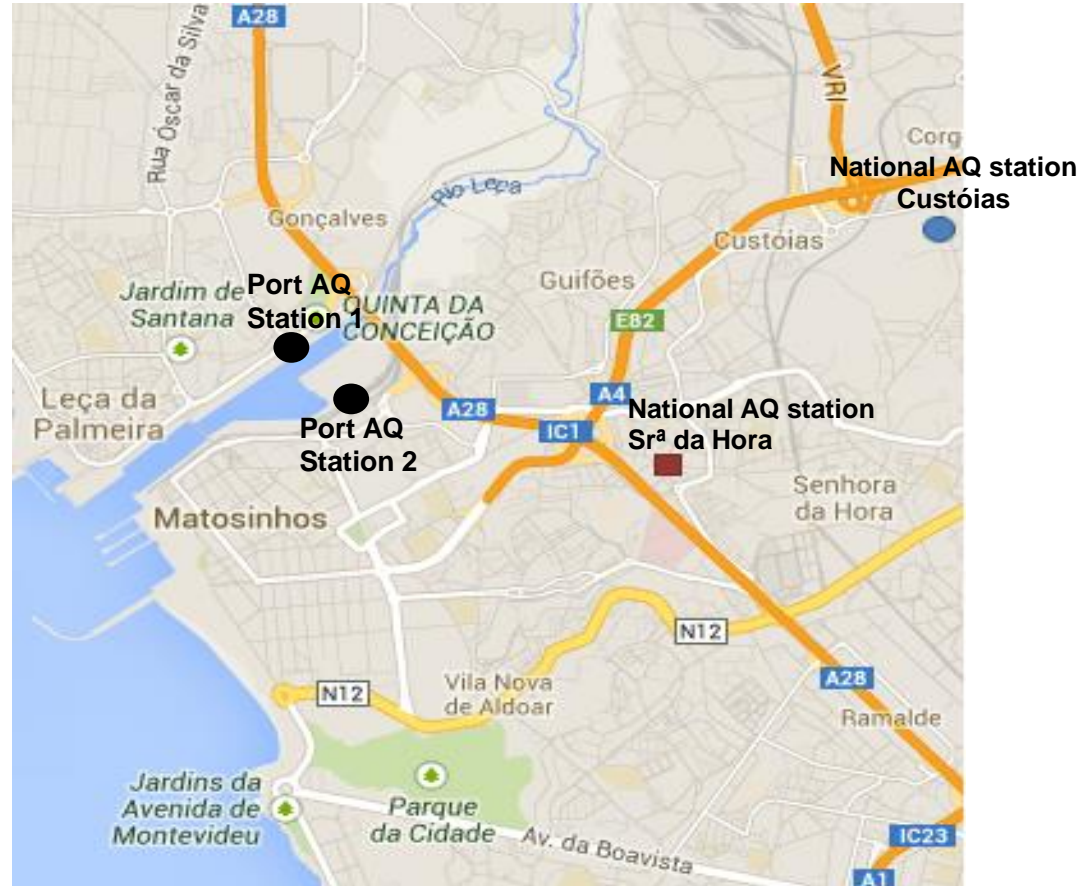 A28
Rua Óscar da Silva
VRI
Corg
National AQ station
Custóias
Rio Leça
Gonçalves
Custóias
Guifões
Port AQ
Station 1
Jardim de
Santana
QUINTA DA
CONCEIÇÃO
E82
Leça da
Palmeira
A4
A28
IC1
National AQ station
Srª da Hora
Port AQ
Station 2
Senhora
da Hora
Matosinhos
N12
N12
Vila Nova
de Aldoar
A28
Ramalde
Jardins da
Avenida de
Montevideu
Parque
da Cidade
Av. da Boavista
IC23
A1